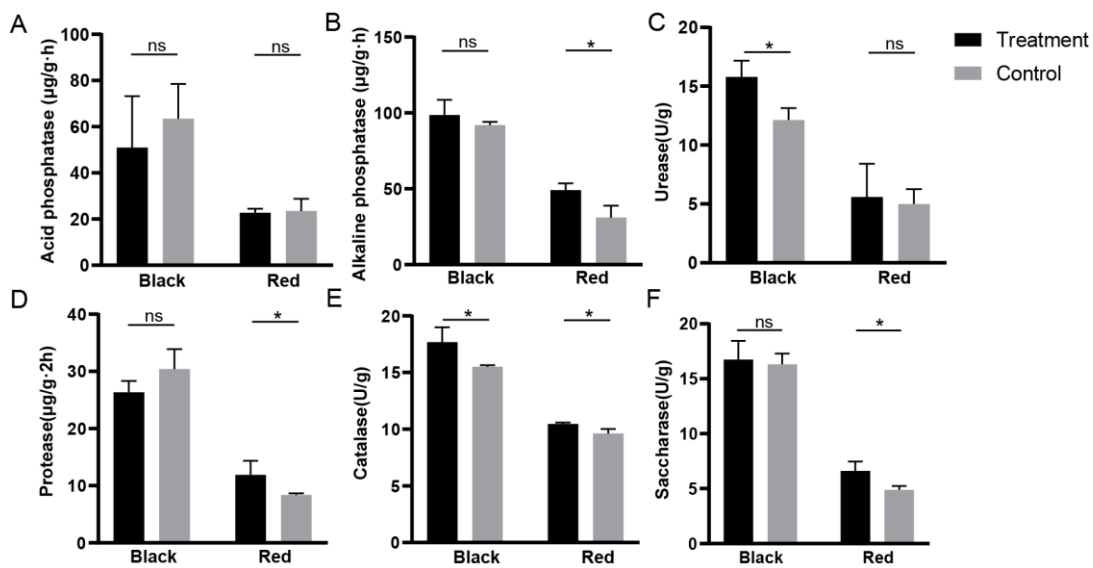 A
Acid phosphatase (μg/g·h)
100
80
60
40
20
0
ns
ns
Black
Red
B
Alkaline phosphatase (μg/g·h)
150
100
50
0
ns
*
Black
Red
C
Urease(U/g)
20
15
10
5
0
*
ns
Black
Red
Treatment
Control
D
Protease(μg/g·2h)
40
30
20
10
0
ns
*
Black
Red
E
Catalase(U/g)
20
15
10
5
0
*
*
Black
Red
F
Saccharase(U/g)
20
15
10
5
0
ns
*
Black
Red